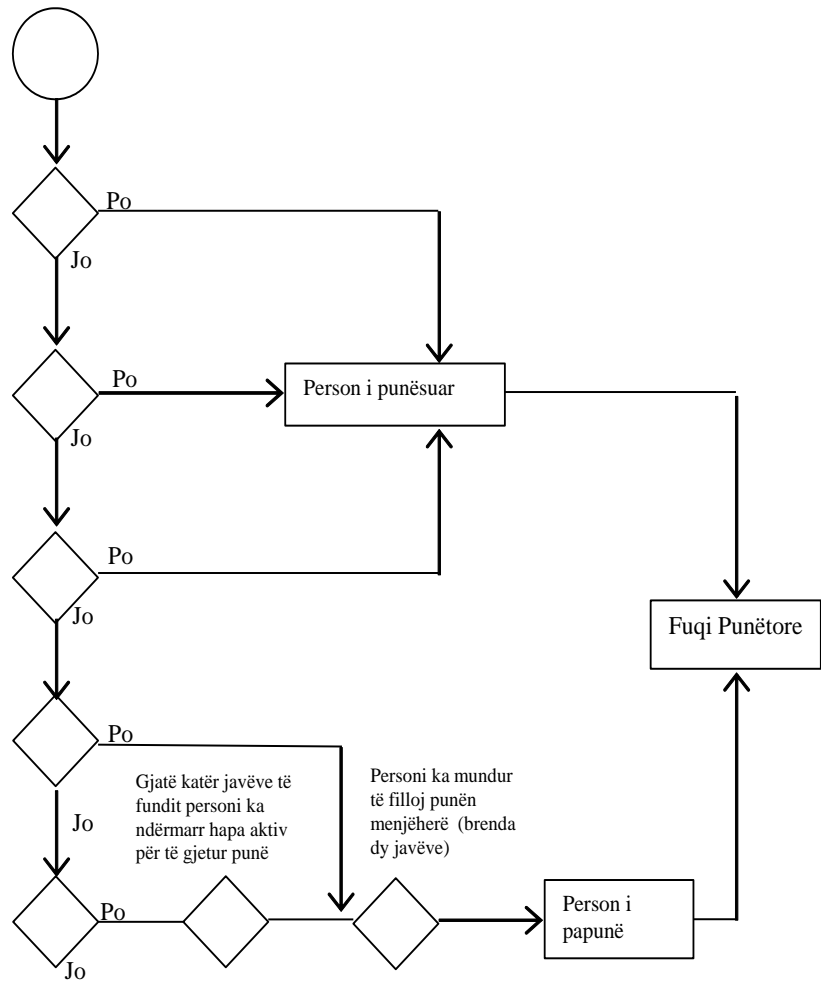 Po
Jo
Po
Person i punësuar
Jo
Po
Jo
Fuqi Punëtore
Po
Gjatë katër javëve të
fundit personi ka
ndërmarr hapa aktiv
për të gjetur punë
Personi ka mundur
të filloj punën
menjëherë (brenda
dy javëve)
Jo
Po
Person i
papunë
Jo